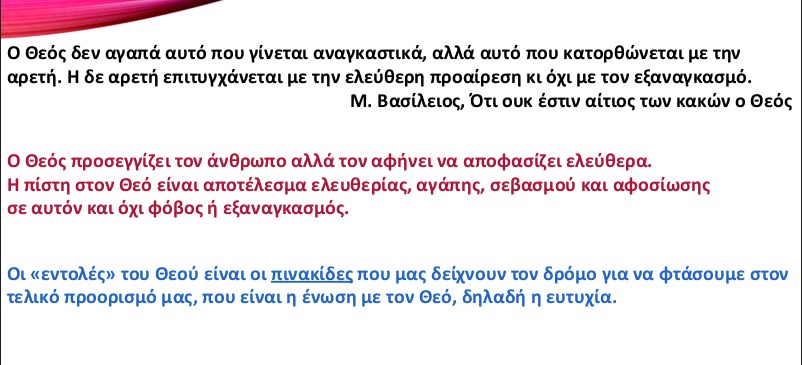 Ο Θεός δεν αγαπά αυτό που γίνεται αναγκαστικά, αλλά αυτό που κατορθώνεται με την
αρετή. Η δε αρετή επιτυγχάνεται με την ελεύθερη προαίρεση κι όχι με τον εξαναγκασμό.
Μ. Βασίλειος, Ότι ουκ έστιν αίτιος των κακών ο Θεός
Ο Θεός προσεγγίζει τον άνθρωπο αλλά τον αφήνει να αποφασίζει ελεύθερα.
Η πίστη στον Θεό είναι αποτέλεσμα ελευθερίας, αγάπης, σεβασμού και αφοσίωσης
σε αυτόν και όχι φόβος ή εξαναγκασμός.
Οι «εντολές» του Θεού είναι οι πινακίδες που μας δείχνουν τον δρόμο για να φτάσουμε στον
τελικό προορισμό μας, που είναι η ένωση με τον Θεό, δηλαδή η ευτυχία.